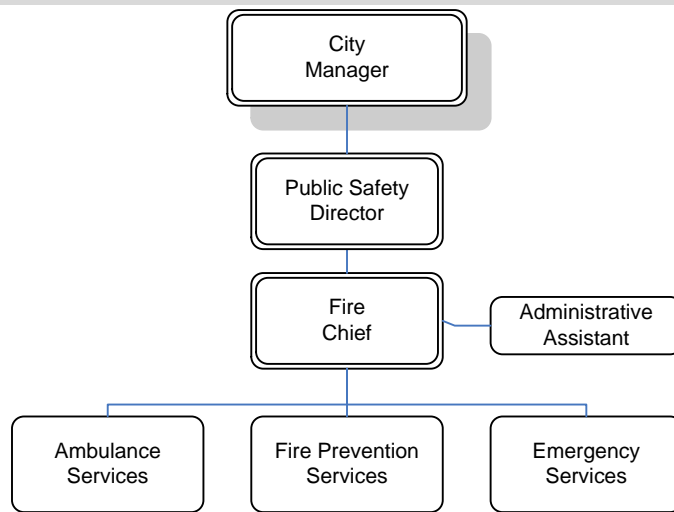 City
Manager
Public Safety
Director
Fire
Chief
Administrative
Assistant
Ambulance
Services
Fire Prevention
Services
Emergency
Services